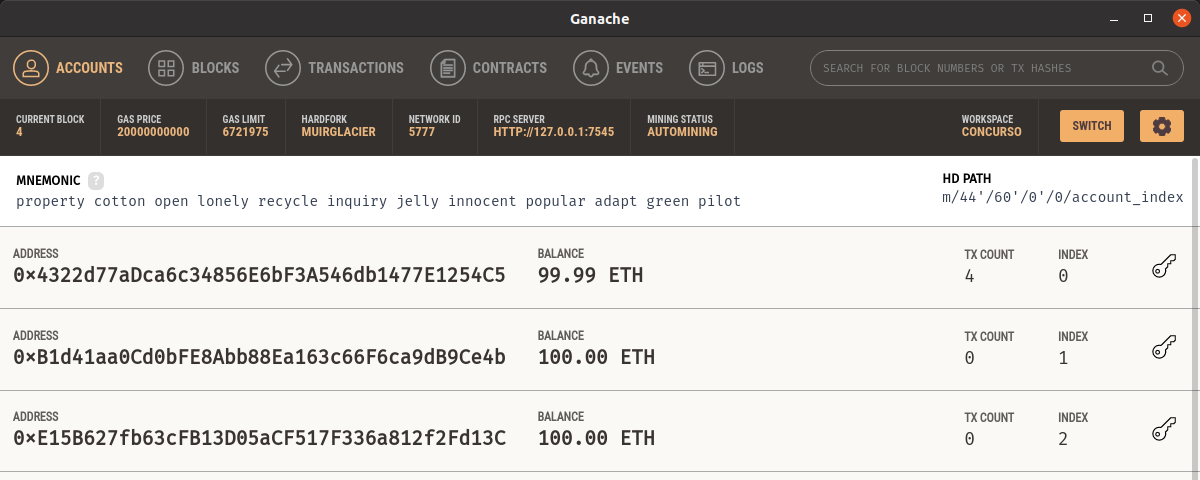 Ganache
ACCOUNTS BLOCKS TRANSACTIONS CONTRACTS EVENTS LOGS SEARCH FOR BLOCK NUMBERS OR TX HASHES
CURRENT BLOCK GAS PRICE GAS LIMIT HARDFORK NETWORK ID RPC SERVER MINING STATUS WORKSPACE
4 20000000000 6721975 MUIRGLACIER 5777 HTTP://127.0.0.1:7545 AUTOMINING CONCURSO SWITCH
MNEMONIC ? HD PATH
property cotton open lonely recycle inquiry jelly innocent popular adapt green pilot m/44'/60'/0'/0/account_index
ADDRESS BALANCE TX COUNT INDEX
0×4322d77aDca6c34856E6bF3A546db1477E1254C5 99.99 ETH 4 0
ADDRESS BALANCE TX COUNT INDEX
0×B1d41aa0Cd0bFE8Abb88Ea163c66F6ca9dB9Ce4b 100.00 ETH 0 1
ADDRESS BALANCE TX COUNT INDEX
0×E15B627fb63cFB13D05aCF517F336a812f2Fd13C 100.00 ETH 0 2